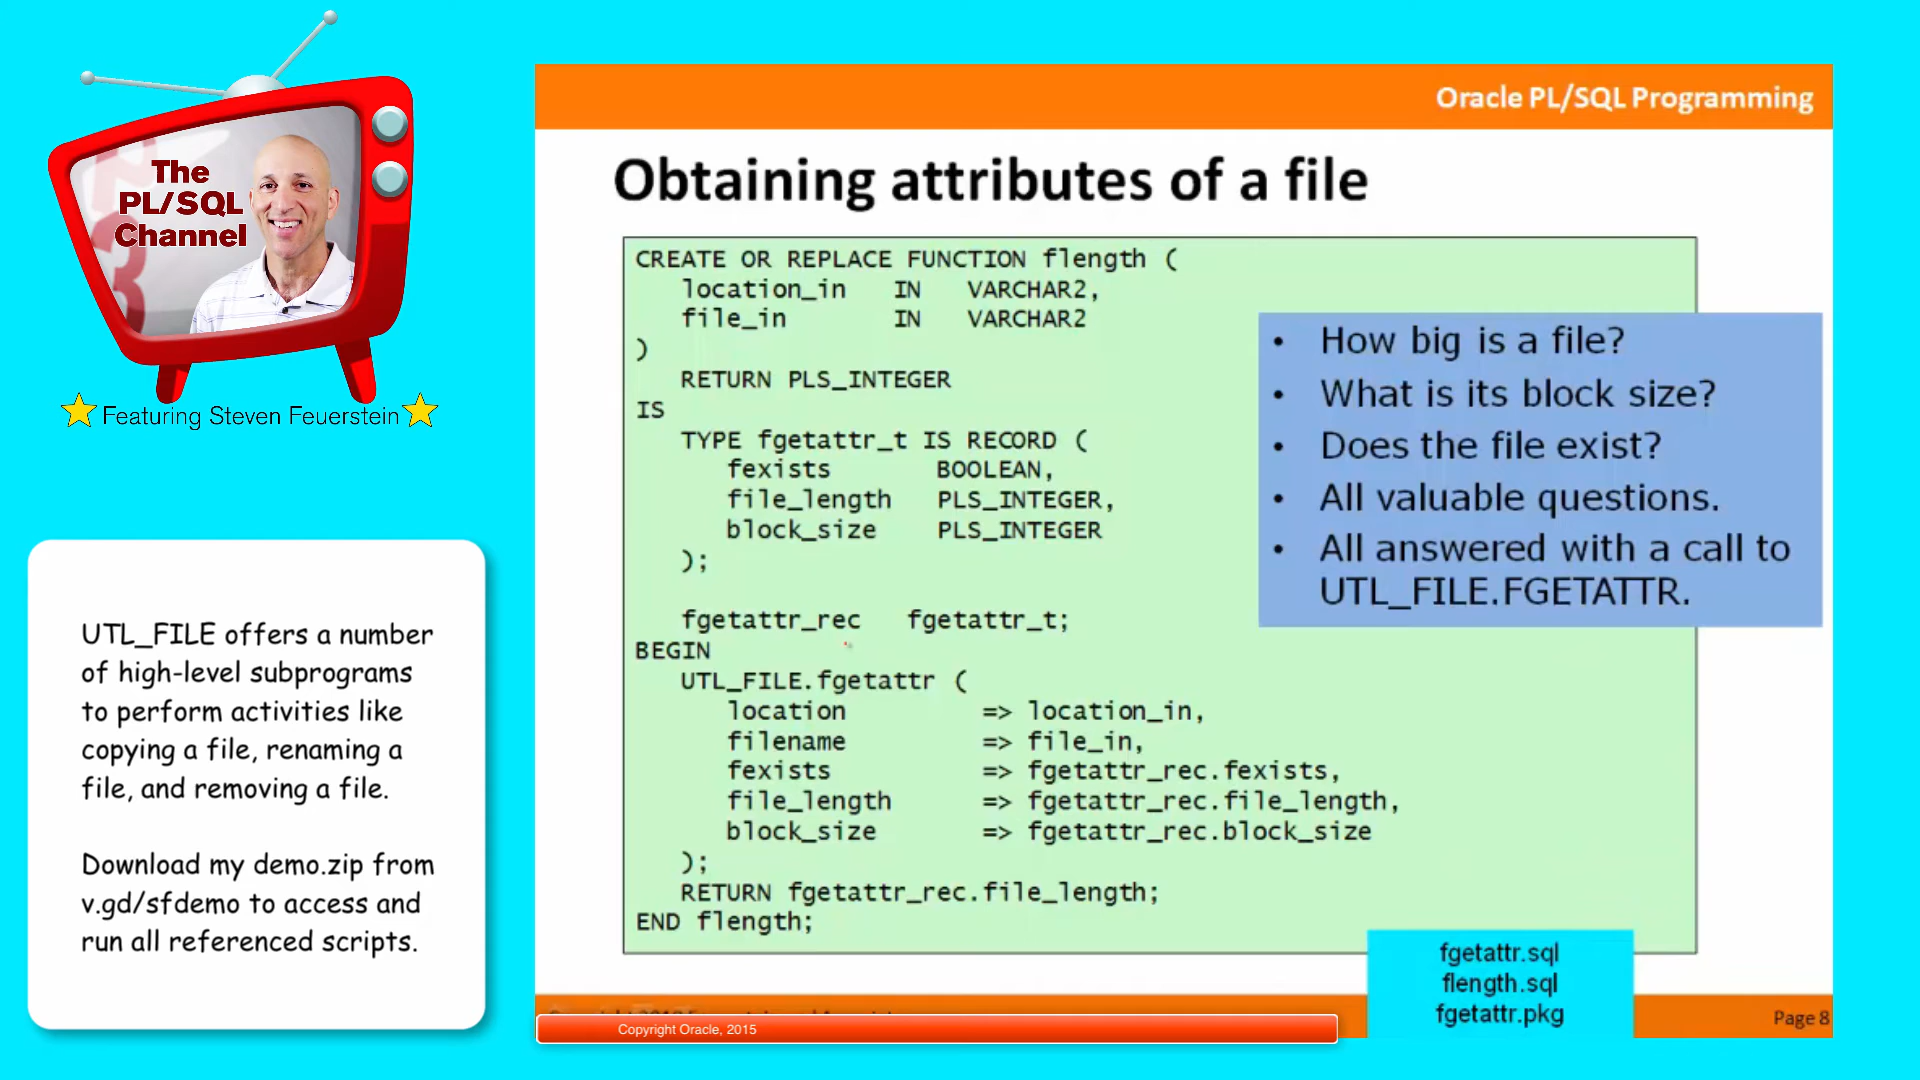 The
PL/SQL
Channel
Featuring Steven Feuerstein
UTL_FILE offers a number
of high-level subprograms
to perform activities like
copying a file, renaming a
file, and removing a file.
Download my demo.zip from
v.gd/sfdemo to access and
run all referenced scripts.
Oracle PL/SQL Programming
Obtaining attributes of a file
CREATE OR REPLACE FUNCTION flength (
location_in IN VARCHAR2,
file_in IN VARCHAR2
)
RETURN PLS_INTEGER
IS
TYPE fgetattr_t IS RECORD (
fexists BOOLEAN,
file_length PLS_INTEGER,
block_size PLS_INTEGER
);
fgetattr_rec fgetattr_t;
BEGIN
UTL_FILE.fgetattr (
location => location_in,
filename => file_in,
fexists => fgetattr_rec.fexists,
file_length => fgetattr_rec.file_length,
block_size => fgetattr_rec.block_size
);
RETURN fgetattr_rec.file_length;
END flength;
• How big is a file?
• What is its block size?
• Does the file exist?
• All valuable questions.
• All answered with a call to
UTL_FILE.FGETATTR.
fgetattr.sql
flength.sql
fgetattr.pkg
Copyright Oracle, 2015
Page 8